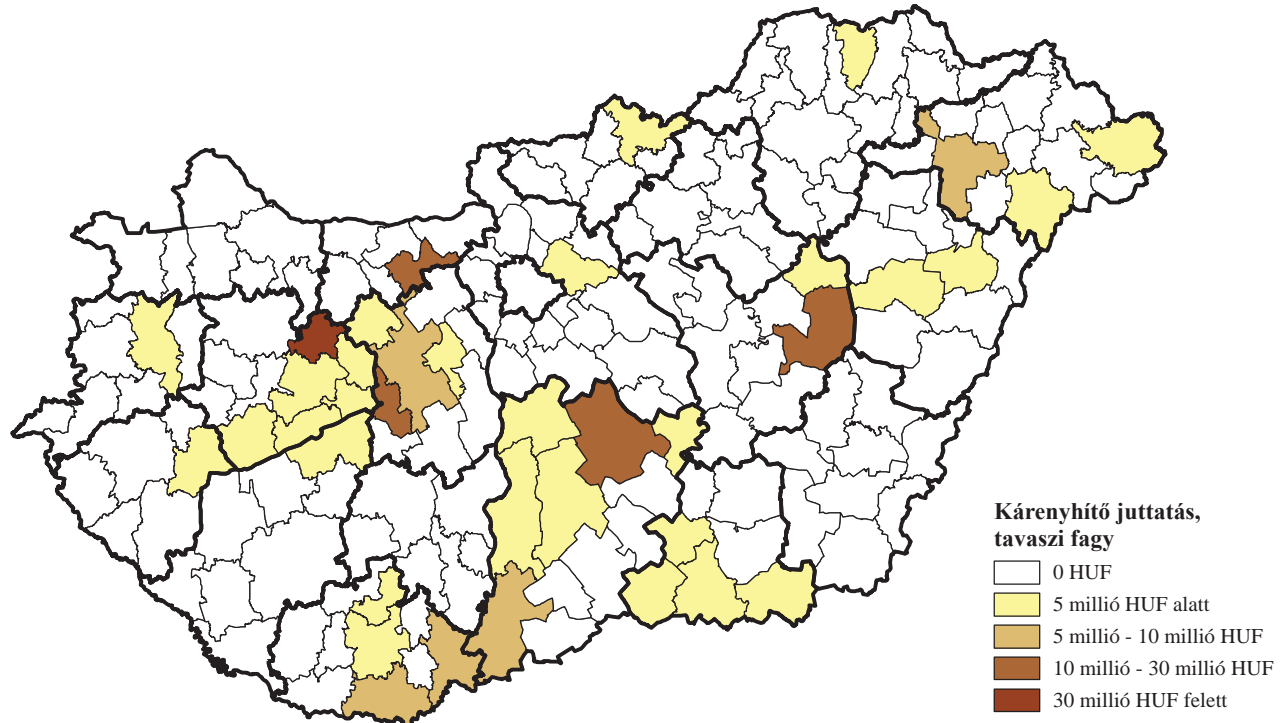 Kárenyhítő juttatás,
tavaszi fagy
0 HUF
5 millió HUF alatt
5 millió - 10 millió HUF
10 millió - 30 millió HUF
30 millió HUF felett